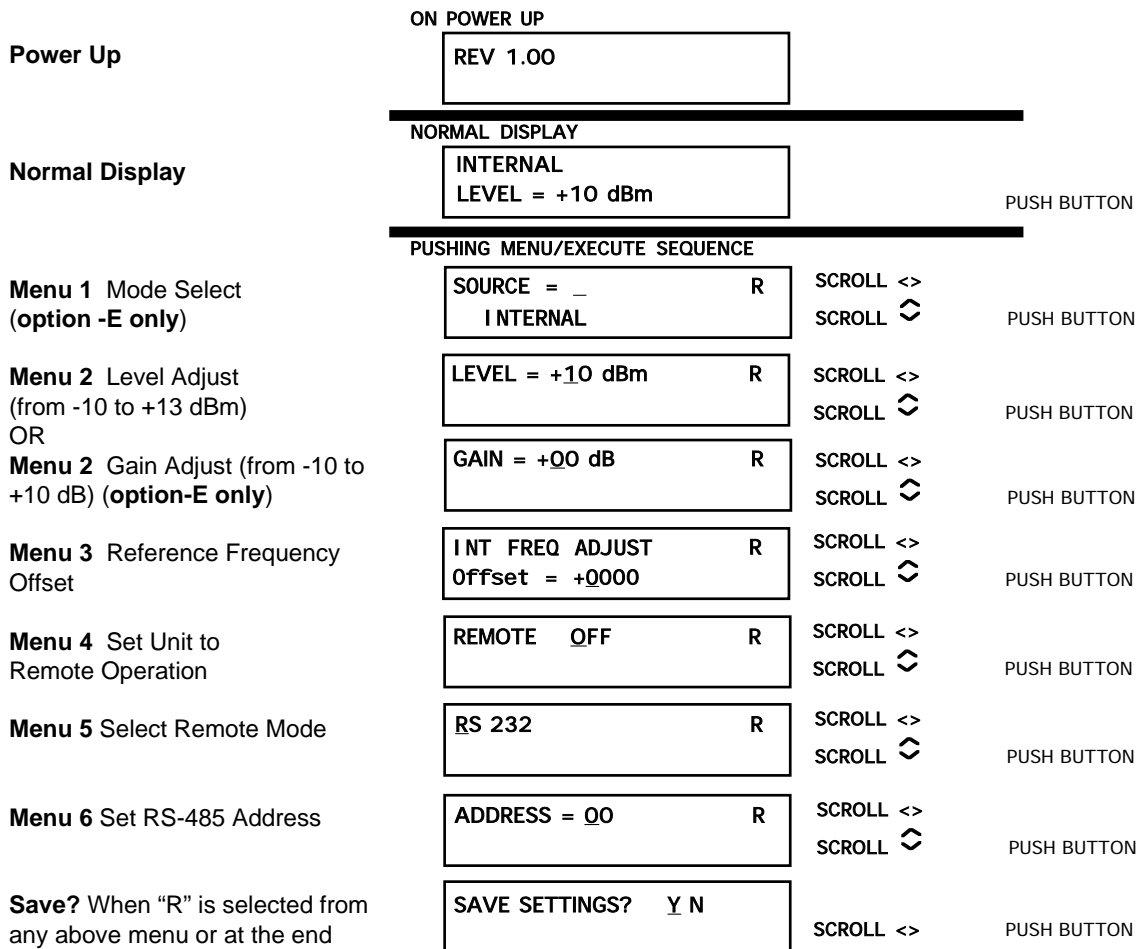 ON POWER UP
Power Up
REV 1.00
NORMAL DISPLAY
Normal Display
INTERNAL
LEVEL = +10 dBm
PUSH BUTTON
PUSHING MENU/EXECUTE SEQUENCE
Menu 1 Mode Select
(option -E only)
SOURCE = _ R
INTERNAL
SCROLL <>
SCROLL
PUSH BUTTON
Menu 2 Level Adjust
(from -10 to +13 dBm)
OR
LEVEL = +10 dBm R
SCROLL <>
SCROLL
PUSH BUTTON
Menu 2 Gain Adjust (from -10 to
+10 dB) (option-E only)
GAIN = +00 dB R
SCROLL <>
SCROLL
PUSH BUTTON
Menu 3 Reference Frequency
Offset
INT FREQ ADJUST R
Offset = +0000
SCROLL <>
SCROLL
PUSH BUTTON
Menu 4 Set Unit to
Remote Operation
REMOTE OFF R
SCROLL <>
SCROLL
PUSH BUTTON
Menu 5 Select Remote Mode
RS 232 R
SCROLL <>
SCROLL
PUSH BUTTON
Menu 6 Set RS-485 Address
ADDRESS = 00 R
SCROLL <>
SCROLL
PUSH BUTTON
Save? When “R” is selected from
any above menu or at the end
SAVE SETTINGS? Y N
SCROLL <>
PUSH BUTTON